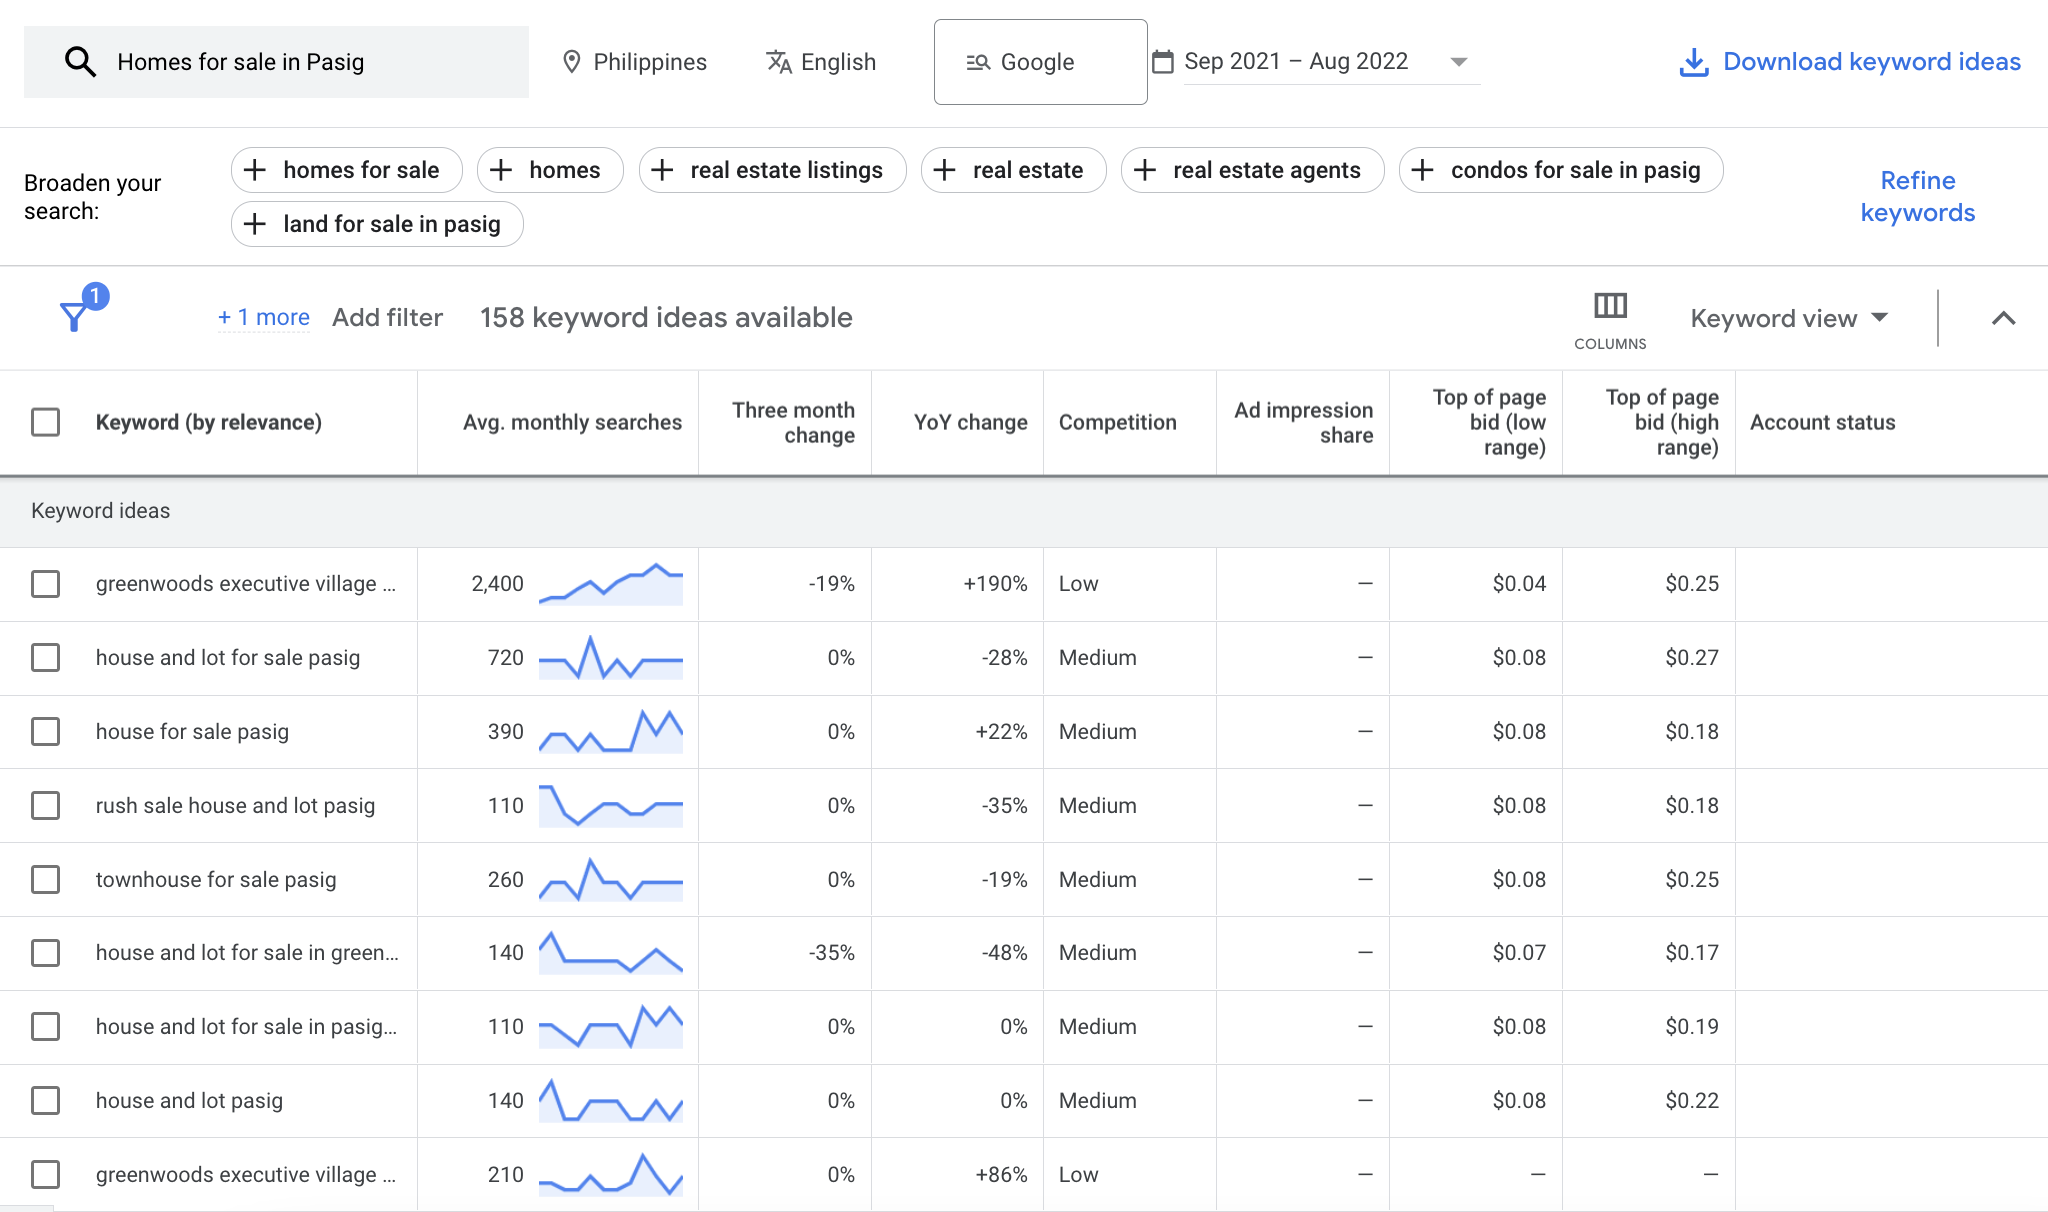 Homes for sale in Pasig
Philippines
English
Google
Sep 2021 – Aug 2022
Download keyword ideas
Broaden your
search:
homes for sale
homes
real estate listings
real estate
real estate agents
condos for sale in pasig
land for sale in pasig
Refine
keywords
1
+ 1 more
Add filter
158 keyword ideas available
COLUMNS
Keyword view
Keyword (by relevance)
Avg. monthly searches
Three month
change
YoY change
Competition
Ad impression
share
Top of page
bid (low
range)
Top of page
bid (high
range)
Account status
Keyword ideas
greenwoods executive village ... 2,400 -19% +190% Low – $0.04 $0.25
house and lot for sale pasig 720 0% -28% Medium – $0.08 $0.27
house for sale pasig 390 0% +22% Medium – $0.08 $0.18
rush sale house and lot pasig 110 0% -35% Medium – $0.08 $0.18
townhouse for sale pasig 260 0% -19% Medium – $0.08 $0.25
house and lot for sale in green... 140 -35% -48% Medium – $0.07 $0.17
house and lot for sale in pasig... 110 0% 0% Medium – $0.08 $0.19
house and lot pasig 140 0% 0% Medium – $0.08 $0.22
greenwoods executive village ... 210 0% +86% Low – – –